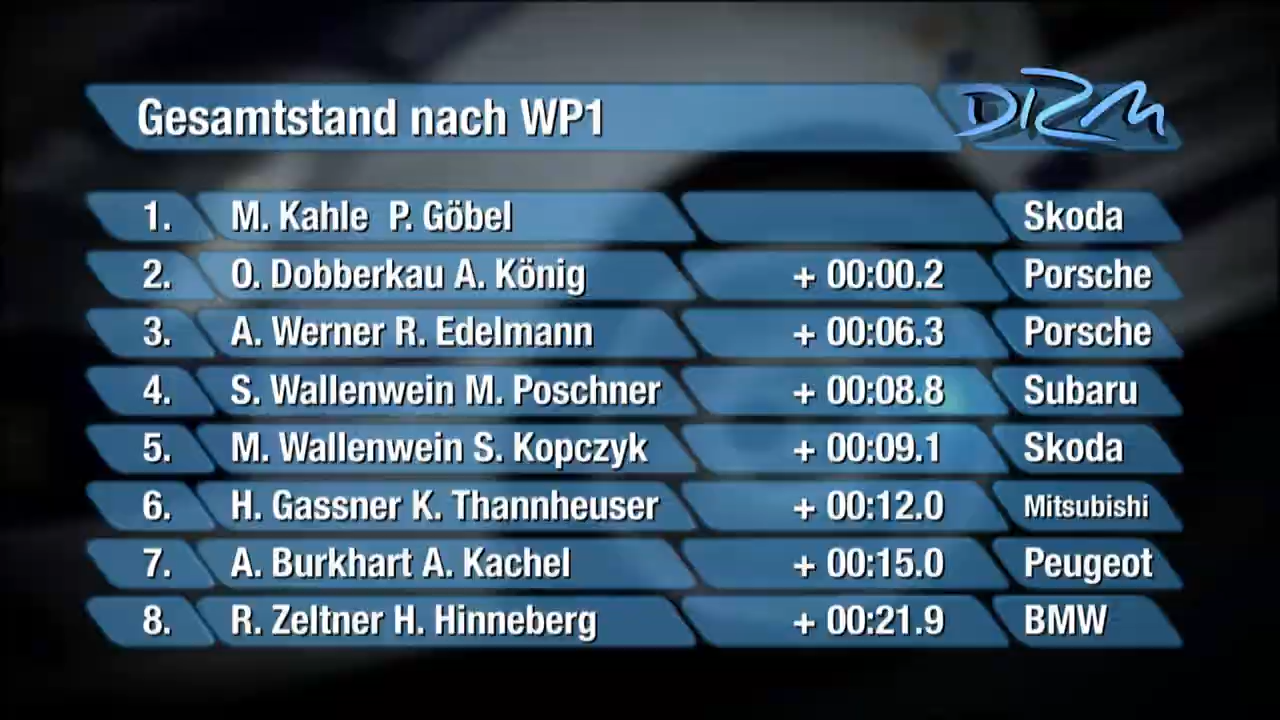 Gesamtstand nach WP1 DRM
1. M. Kahle P. Göbel Skoda
2. O. Dobberkau A. König + 00:00.2 Porsche
3. A. Werner R. Edelmann + 00:06.3 Porsche
4. S. Wallenwein M. Poschner + 00:08.8 Subaru
5. M. Wallenwein S. Kopczyk + 00:09.1 Skoda
6. H. Gassner K. Thannheuser + 00:12.0 Mitsubishi
7. A. Burkhart A. Kachel + 00:15.0 Peugeot
8. R. Zeltner H. Hinneberg + 00:21.9 BMW